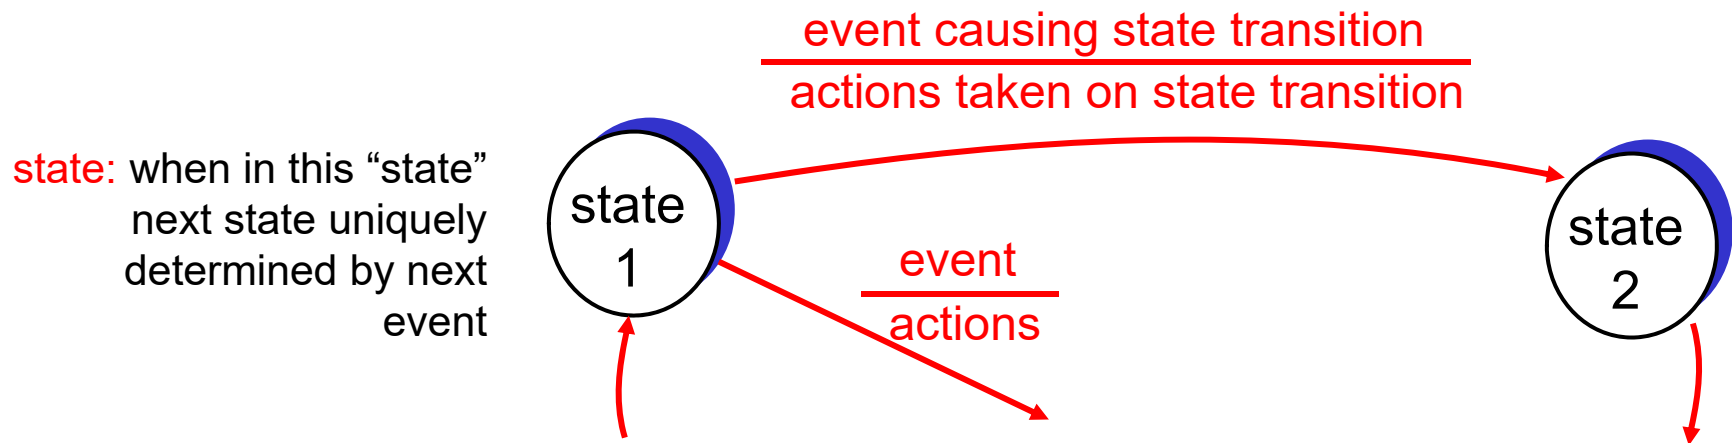 event causing state transition
actions taken on state transition
state: when in this “state”
next state uniquely
determined by next
event
state
1
event
actions
state
2